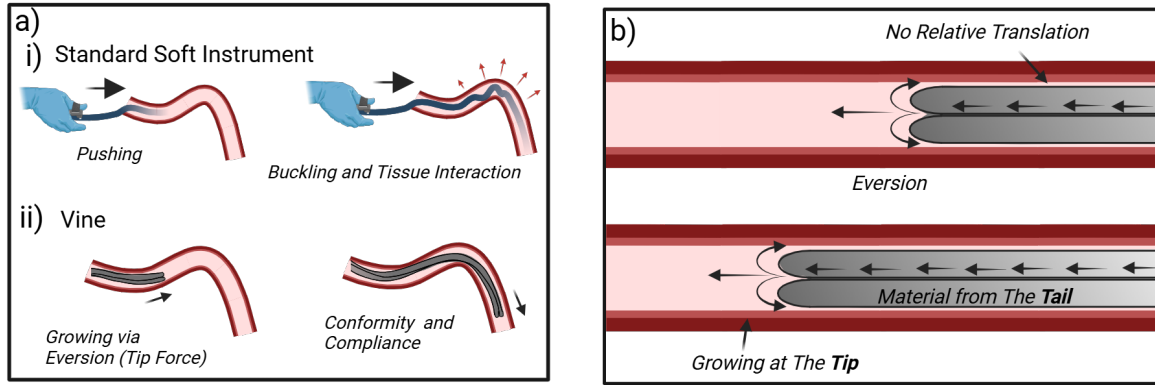 a)
i) Standard Soft Instrument
Pushing
Buckling and Tissue Interaction
ii) Vine
Growing via
Eversion (Tip Force)
Conformity and
Compliance
b)
No Relative Translation
Eversion
Material from The Tail
Growing at The Tip